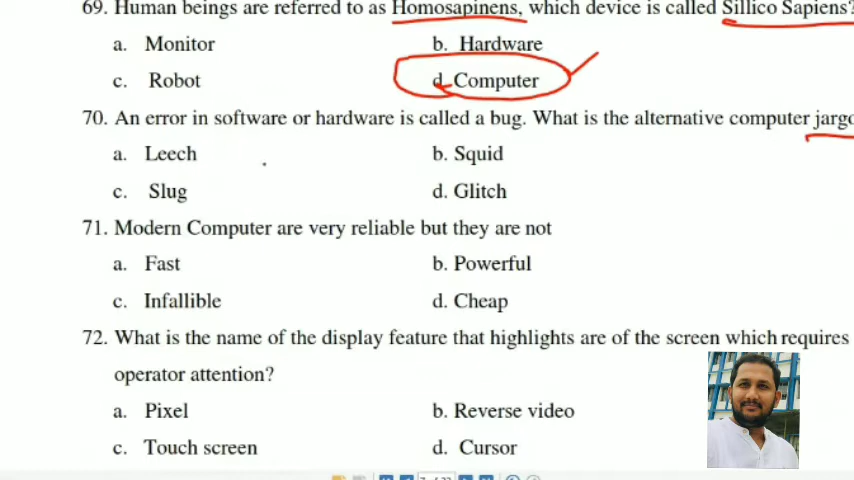 69. Human beings are referred to as Homosapinens, which device is called Sillico Sapiens?
a. Monitor b. Hardware
c. Robot d. Computer
70. An error in software or hardware is called a bug. What is the alternative computer
a. Leech b. Squid
c. Slug d. Glitch
71. Modern Computer are very reliable but they are not
a. Fast b. Powerful
c. Infallible d. Cheap
72. What is the name of the display feature that highlights are of the screen which requires
operator attention?
a. Pixel b. Reverse video
c. Touch screen d. Cursor